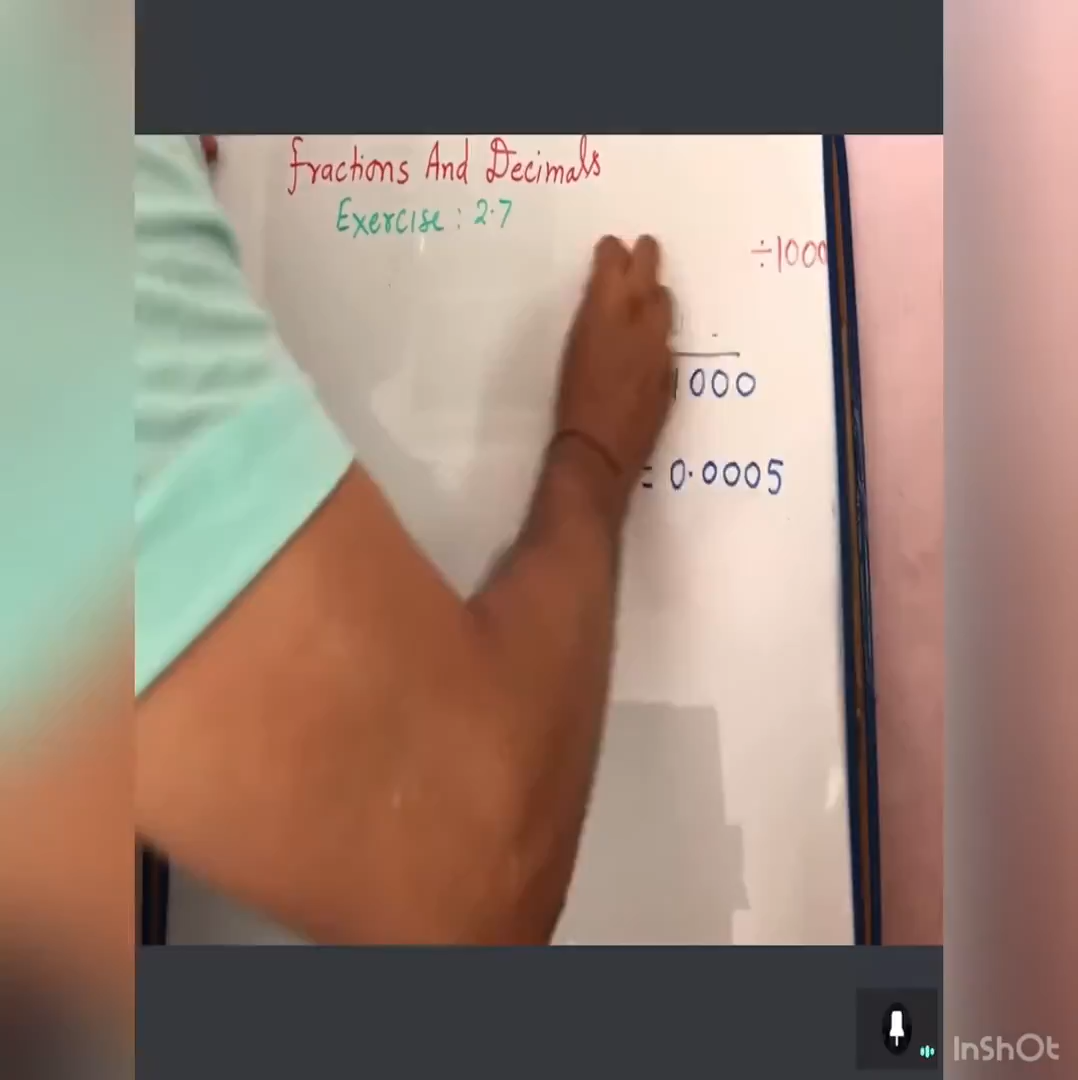 Fractions And Decimals
Exercise : 2.7
÷1000
1000
= 0.0005
InShOt